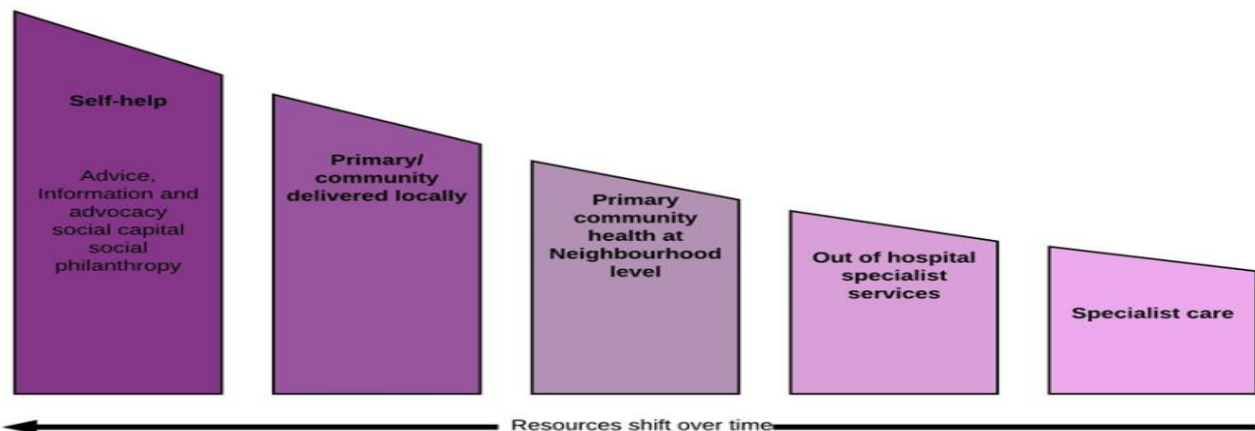 Self-help
Advice,
Information and
advocacy
social capital
social
philanthropy
Primary/
community
delivered locally
Primary
community
health at
Neighbourhood
level
Out of hospital
specialist
services
Specialist care
Resources shift over time